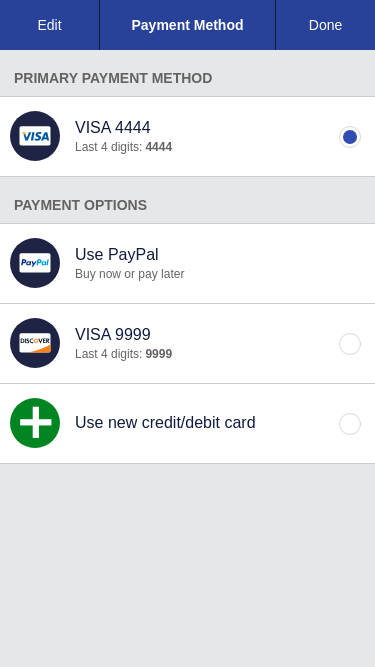 Edit
Payment Method
Done
PRIMARY PAYMENT METHOD
VISA
VISA 4444
Last 4 digits: 4444
PAYMENT OPTIONS
PayPal
Use PayPal
Buy now or pay later
DISCOVER
VISA 9999
Last 4 digits: 9999
Use new credit/debit card